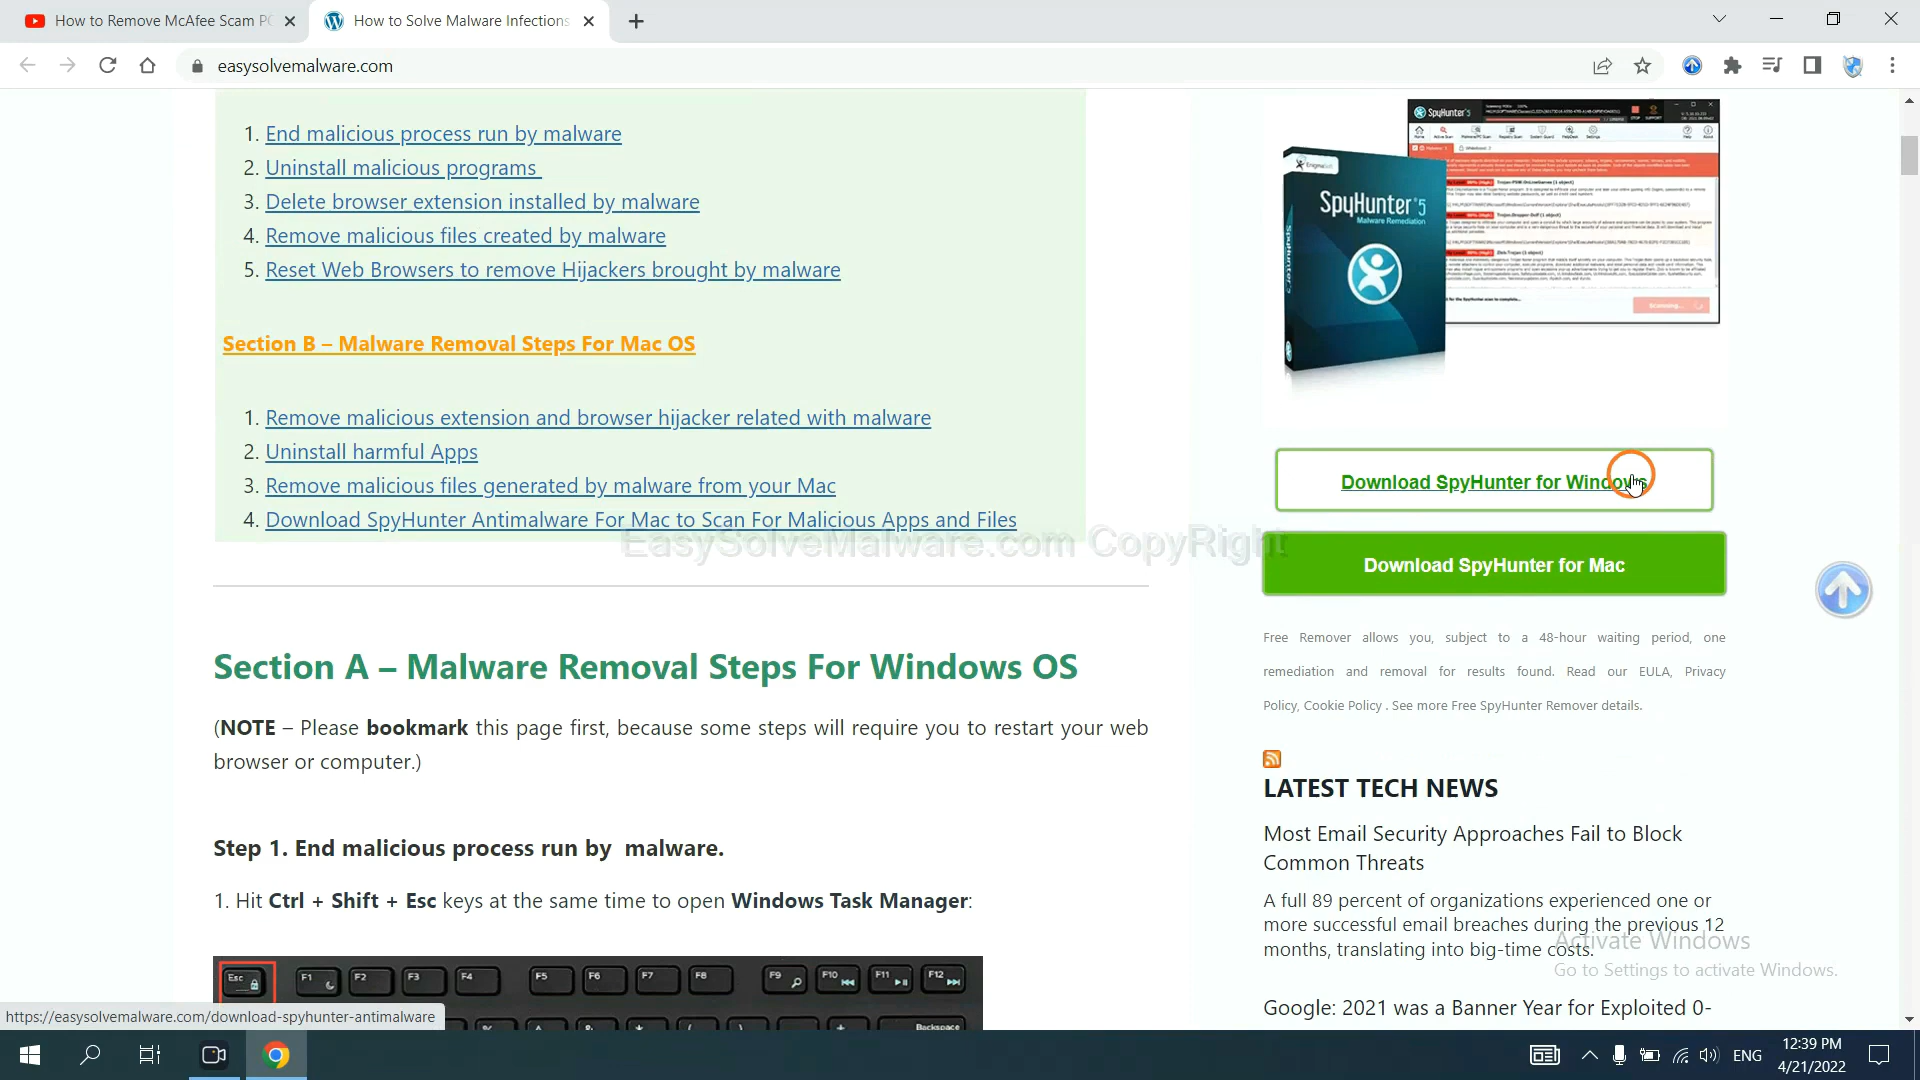 How to Remove McAfee Scam P
How to Solve Malware Infections
easysolvemalware.com
1. End malicious process run by malware
2. Uninstall malicious programs
3. Delete browser extension installed by malware
4. Remove malicious files created by malware
5. Reset Web Browsers to remove Hijackers brought by malware
Section B – Malware Removal Steps For Mac OS
1. Remove malicious extension and browser hijacker related with malware
2. Uninstall harmful Apps
3. Remove malicious files generated by malware from your Mac
4. Download SpyHunter Antimalware For Mac to Scan For Malicious Apps and Files
EasySolveMalware.com CopyRight
Section A – Malware Removal Steps For Windows OS
(NOTE – Please bookmark this page first, because some steps will require you to restart your web
browser or computer.)
Step 1. End malicious process run by malware.
1. Hit Ctrl + Shift + Esc keys at the same time to open Windows Task Manager:
Esc F1 F2 F3 F4 F5 F6 F7 F8 F9 F10 F11 F12
Backspace
https://easysolvemalware.com/download-spyhunter-antimalware
SpyHunter 5
EnigmaSoft
SpyHunter 5
Malware Remediation
SpyHunter 5
Scanning...
Download SpyHunter for Windows
Download SpyHunter for Mac
Free Remover allows you, subject to a 48-hour waiting period, one
remediation and removal for results found. Read our EULA, Privacy
Policy, Cookie Policy . See more Free SpyHunter Remover details.
LATEST TECH NEWS
Most Email Security Approaches Fail to Block
Common Threats
A full 89 percent of organizations experienced one or
more successful email breaches during the previous 12
months, translating into big-time costs.
Google: 2021 was a Banner Year for Exploited 0-
Activate Windows
Go to Settings to activate Windows.
ENG
12:39 PM
4/21/2022